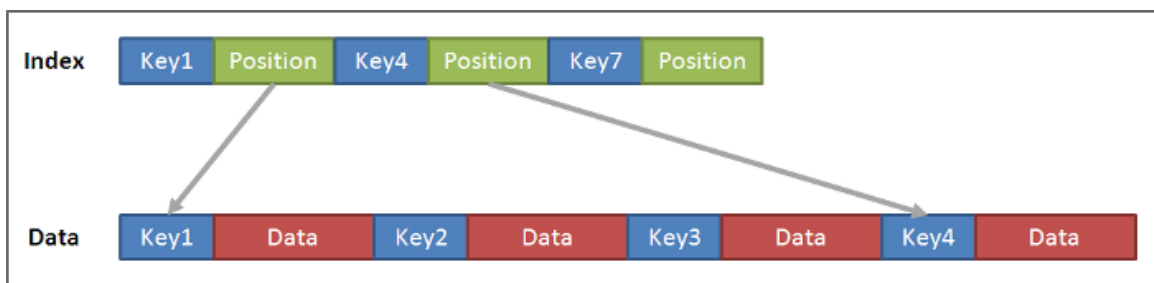 Index Key1 Position Key4 Position Key7 Position
Data Key1 Data Key2 Data Key3 Data Key4 Data